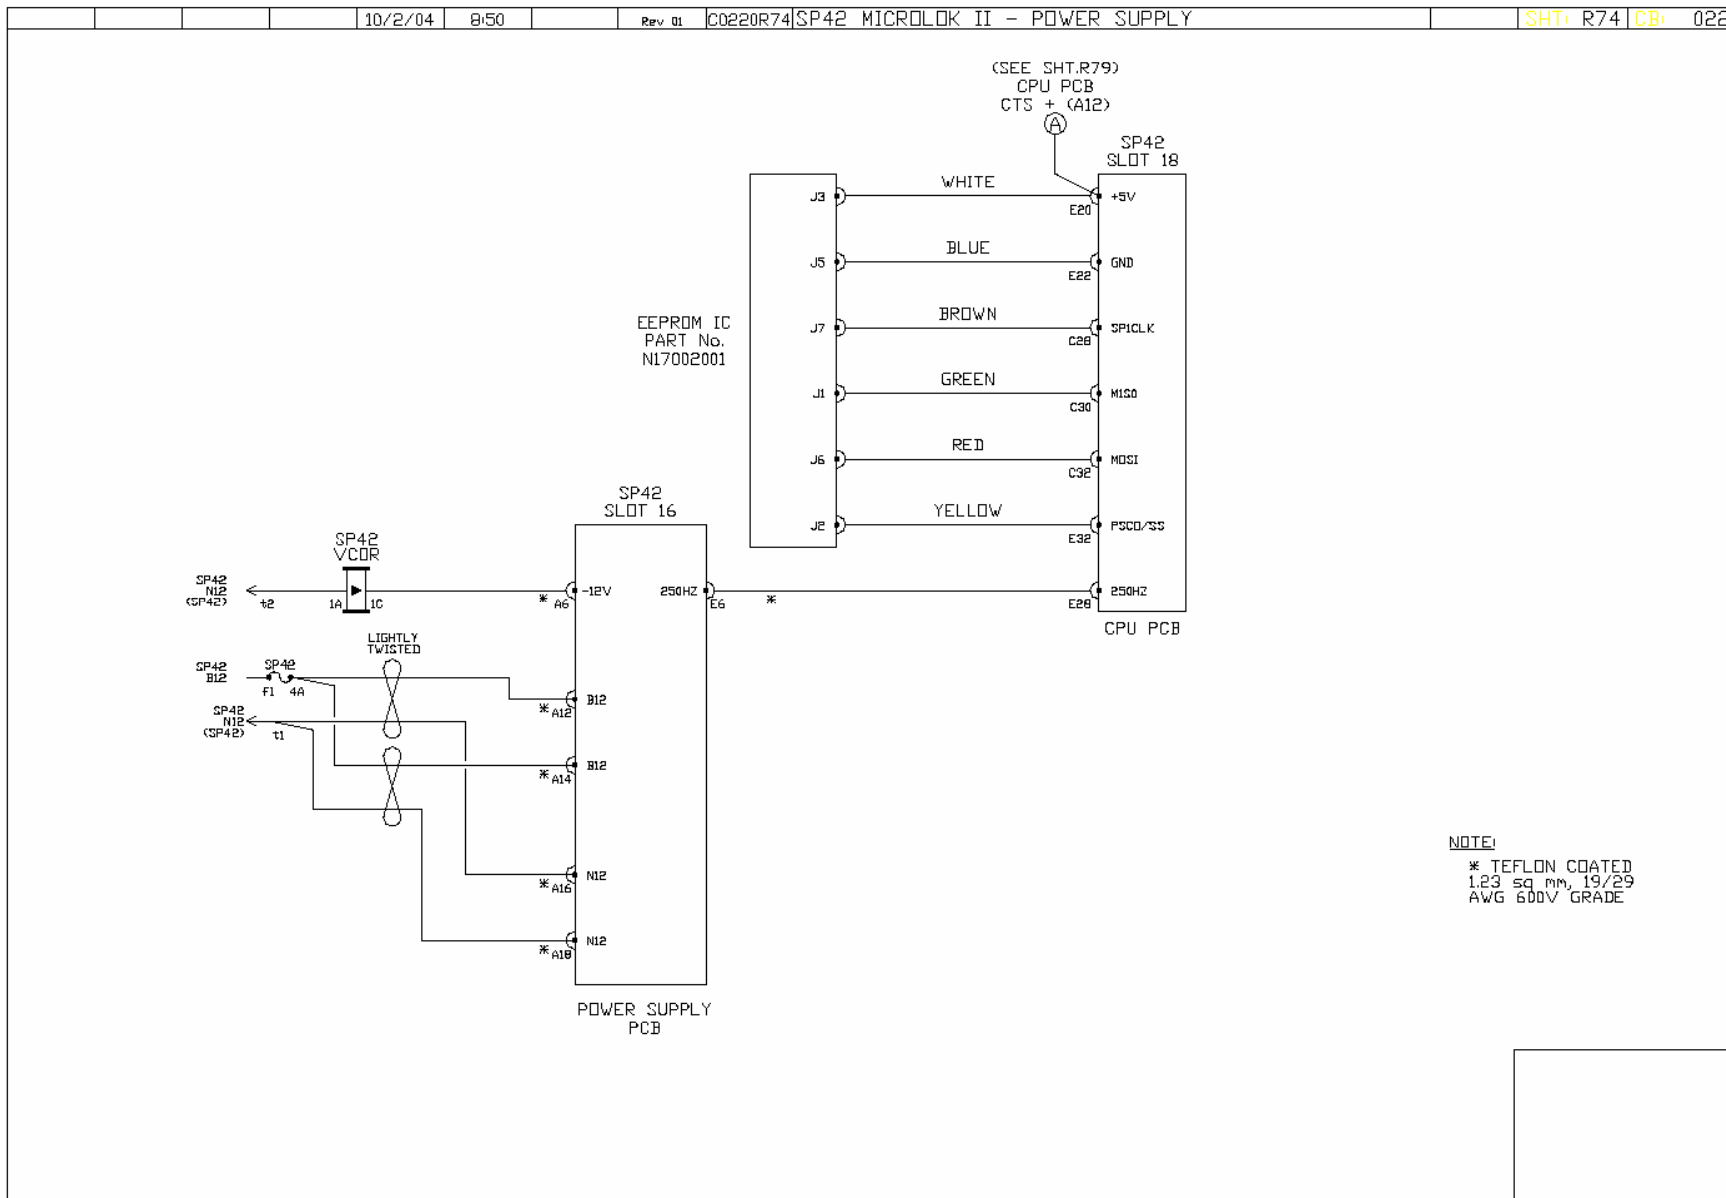 10/2/04 8:50 Rev 01 C0220R74 SP42 MICROLOK II - POWER SUPPLY SHT: R74 CB: 022
(SEE SHT.R79)
CPU PCB
CTS + (A12)
A
SP42
SLOT 18
J3 WHITE E20 +5V
J5 BLUE E22 GND
J7 BROWN C28 SP1CLK
EEPROM IC
PART No.
N17002001
J1 GREEN C30 MISO
J6 RED C32 MOSI
J2 YELLOW E32 PSCO/SS
SP42
SLOT 16
SP42
VCOR
SP42
N12
(SP42)
t2 1A 1C * A6 -12V 250HZ E6 * E28 250HZ
CPU PCB
LIGHTLY
TWISTED
SP42
B12
SP42
f1 4A
* A12 B12
SP42
N12
(SP42)
t1
* A14 B12
* A16 N12
* A18 N12
POWER SUPPLY
PCB
NOTE:
* TEFLON COATED
1.23 sq mm, 19/29
AWG 600V GRADE